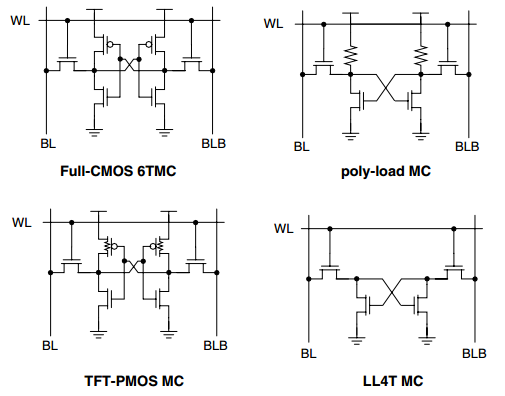 WL
WL
BL
BLB
BL
BLB
Full-CMOS 6TMC
poly-load MC
WL
WL
BL
BLB
BL
BLB
TFT-PMOS MC
LL4T MC